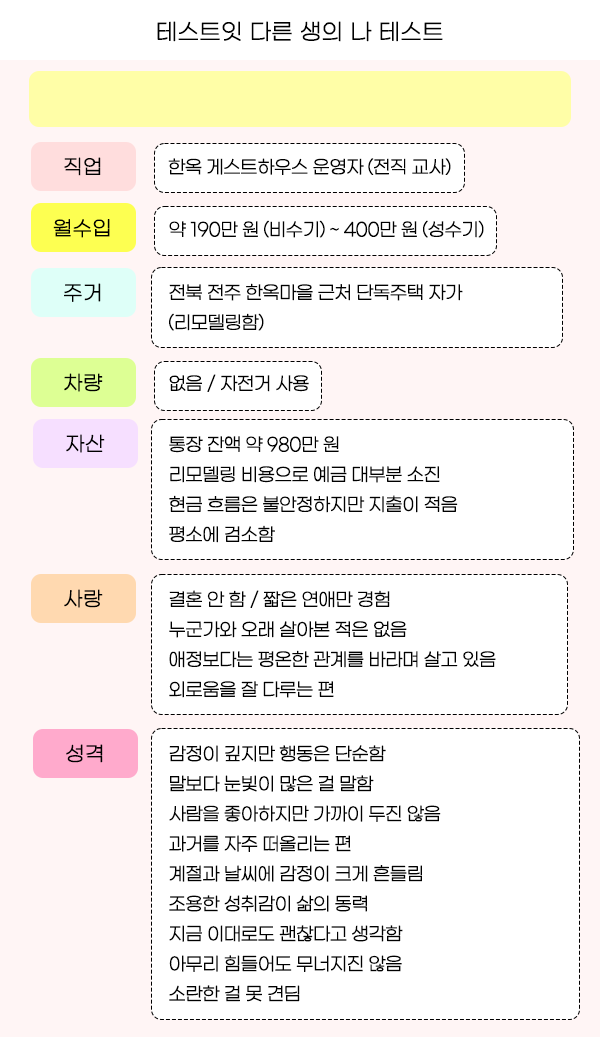 테스트잇 다른 생의 나 테스트
직업
한옥 게스트하우스 운영자 (전직 교사)
월수입
약 190만 원 (비수기) ~ 400만 원 (성수기)
주거
전북 전주 한옥마을 근처 단독주택 자가
(리모델링함)
차량
없음 / 자전거 사용
자산
통장 잔액 약 980만 원
리모델링 비용으로 예금 대부분 소진
현금 흐름은 불안정하지만 지출이 적음
평소에 검소함
사랑
결혼 안 함 / 짧은 연애만 경험
누군가와 오래 살아본 적은 없음
애정보다는 평온한 관계를 바라며 살고 있음
외로움을 잘 다루는 편
성격
감정이 깊지만 행동은 단순함
말보다 눈빛이 많은 걸 말함
사람을 좋아하지만 가까이 두진 않음
과거를 자주 떠올리는 편
계절과 날씨에 감정이 크게 흔들림
조용한 성취감이 삶의 동력
지금 이대로도 괜찮다고 생각함
아무리 힘들어도 무너지진 않음
소란한 걸 못 견딤